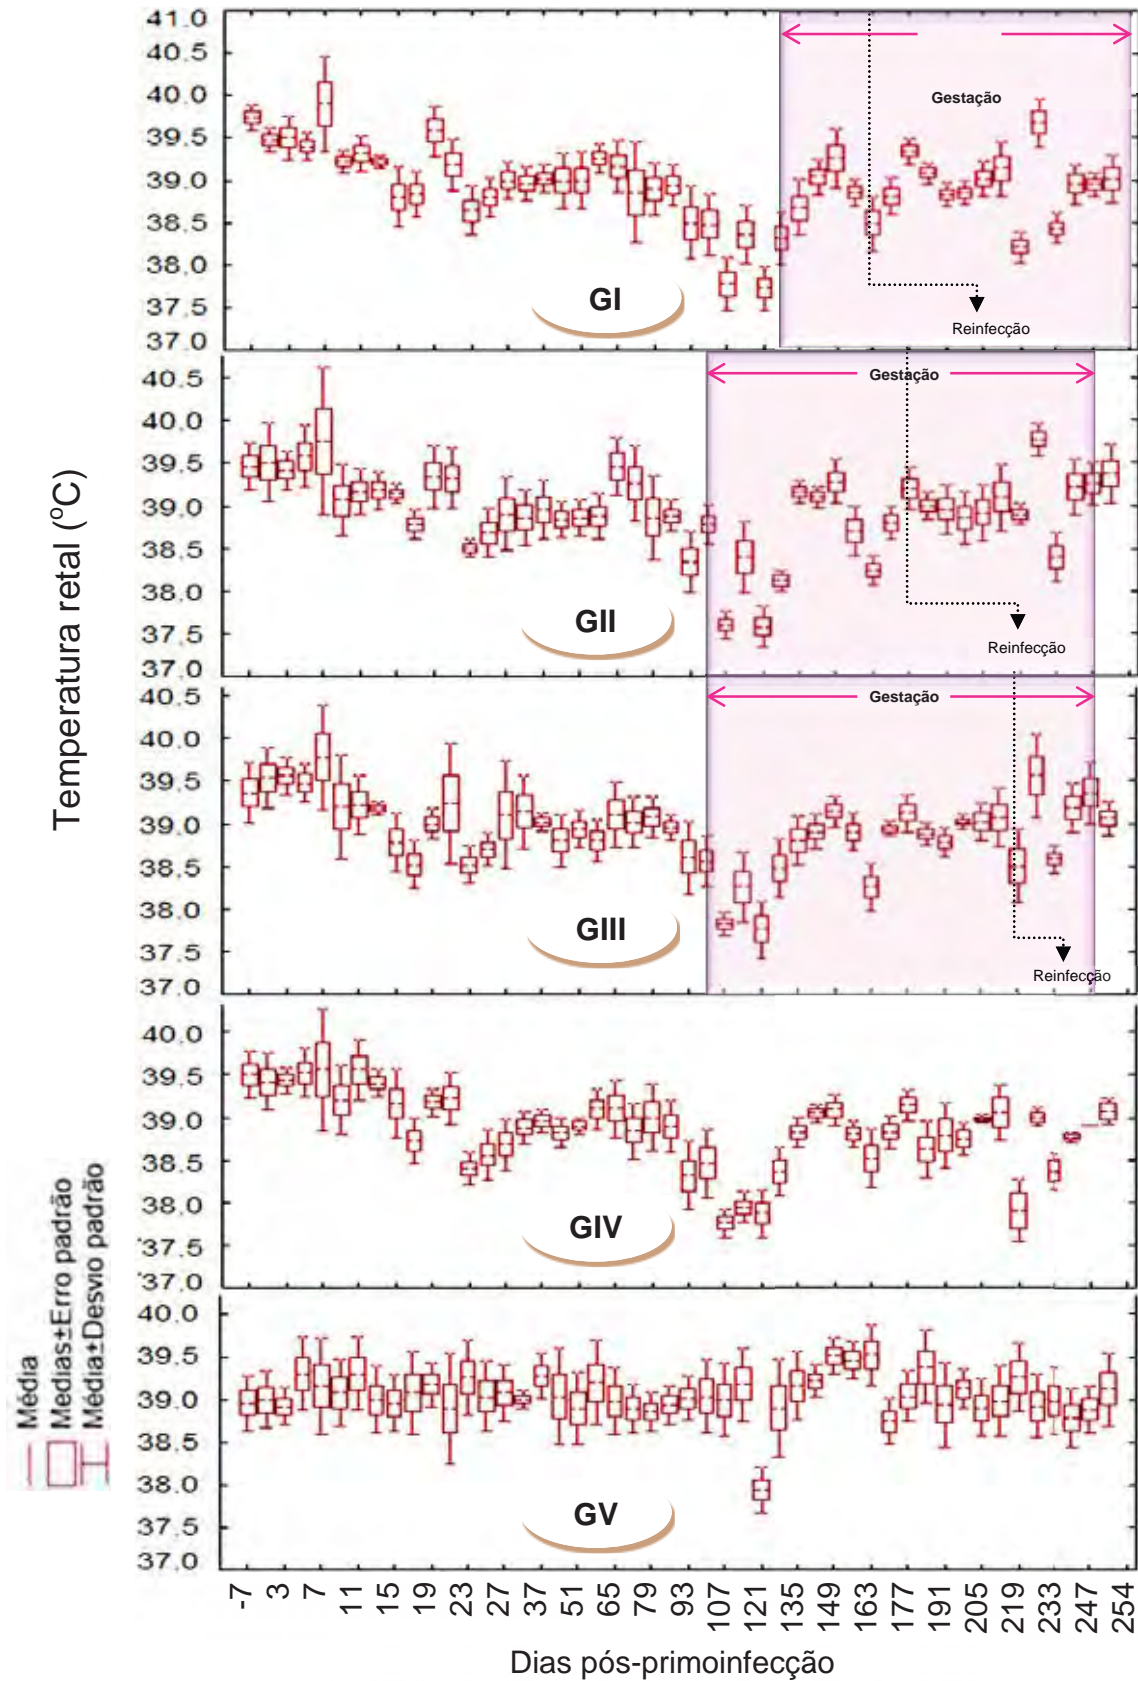 Temperatura retal (ºC)
41.0
40.5
40.0
39.5
39.0
38.5
38.0
37.5
37.0
Gestação
GI
Reinfecção
40.5
40.0
39.5
39.0
38.5
38.0
37.5
37.0
Gestação
GII
Reinfecção
40.5
40.0
39.5
39.0
38.5
38.0
37.5
37.0
Gestação
GIII
Reinfecção
40.0
39.5
39.0
38.5
38.0
37.5
37.0
GIV
40.0
39.5
39.0
38.5
38.0
37.5
37.0
GV
-7 3 7 11 15 19 23 27 37 51 65 79 93 107 121 135 149 163 177 191 205 219 233 247 254
Dias pós-primoinfecção
Média
Medias±Erro padrão
Média±Desvio padrão